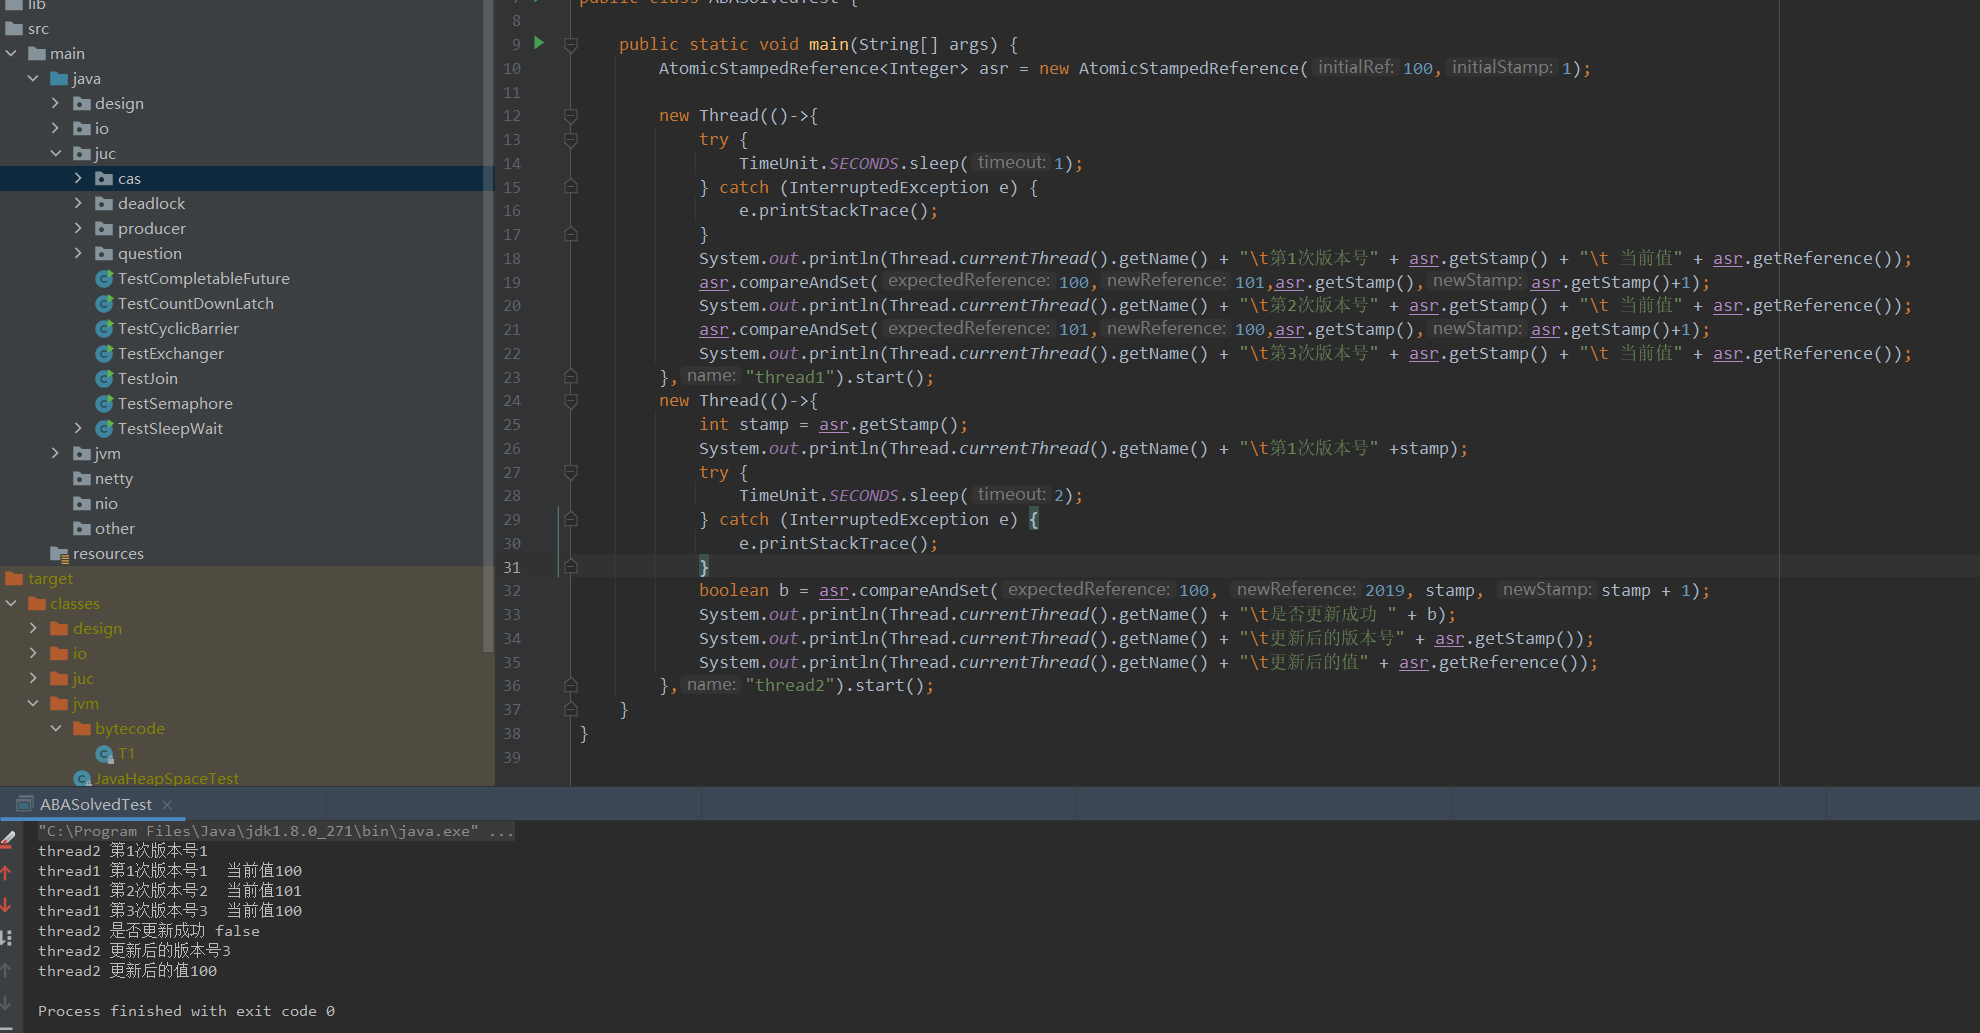 lib
src
main
java
design
io
juc
cas
deadlock
producer
question
TestCompletableFuture
TestCountDownLatch
TestCyclicBarrier
TestExchanger
TestJoin
TestSemaphore
TestSleepWait
jvm
netty
nio
other
resources
target
classes
design
io
juc
jvm
bytecode
T1
JavaHeapSpaceTest
public class ABASolvedTest {
8
9 public static void main(String[] args) {
10 AtomicStampedReference<Integer> asr = new AtomicStampedReference( initialRef: 100, initialStamp: 1);
11
12 new Thread(()->{
13 try {
14 TimeUnit.SECONDS.sleep( timeout: 1);
15 } catch (InterruptedException e) {
16 e.printStackTrace();
17 }
18 System.out.println(Thread.currentThread().getName() + "\t第1次版本号" + asr.getStamp() + "\t 当前值" + asr.getReference());
19 asr.compareAndSet( expectedReference: 100, newReference: 101,asr.getStamp(), newStamp: asr.getStamp()+1);
20 System.out.println(Thread.currentThread().getName() + "\t第2次版本号" + asr.getStamp() + "\t 当前值" + asr.getReference());
21 asr.compareAndSet( expectedReference: 101, newReference: 100,asr.getStamp(), newStamp: asr.getStamp()+1);
22 System.out.println(Thread.currentThread().getName() + "\t第3次版本号" + asr.getStamp() + "\t 当前值" + asr.getReference());
23 }, name: "thread1").start();
24 new Thread(()->{
25 int stamp = asr.getStamp();
26 System.out.println(Thread.currentThread().getName() + "\t第1次版本号" +stamp);
27 try {
28 TimeUnit.SECONDS.sleep( timeout: 2);
29 } catch (InterruptedException e) {
30 e.printStackTrace();
31 }
32 boolean b = asr.compareAndSet( expectedReference: 100, newReference: 2019, stamp, newStamp: stamp + 1);
33 System.out.println(Thread.currentThread().getName() + "\t是否更新成功 " + b);
34 System.out.println(Thread.currentThread().getName() + "\t更新后的版本号" + asr.getStamp());
35 System.out.println(Thread.currentThread().getName() + "\t更新后的值" + asr.getReference());
36 }, name: "thread2").start();
37 }
38 }
39
ABASolvedTest ×
"C:\Program Files\Java\jdk1.8.0_271\bin\java.exe" ...
thread2 第1次版本号1
thread1 第1次版本号1 当前值100
thread1 第2次版本号2 当前值101
thread1 第3次版本号3 当前值100
thread2 是否更新成功 false
thread2 更新后的版本号3
thread2 更新后的值100
Process finished with exit code 0